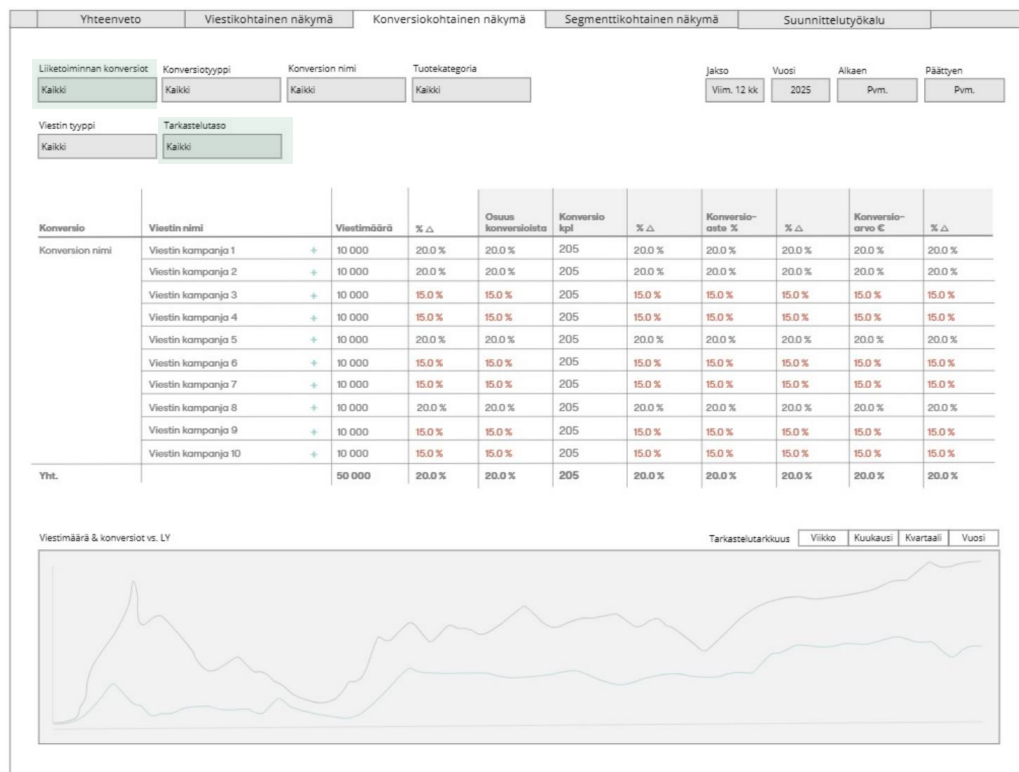 Yhteenveto Viestikohtainen näkymä Konversiokohtainen näkymä Segmenttikohtainen näkymä Suunnittelutyökalu
Liiketoiminnan konversiot Konversiotyyppi Konversion nimi Tuotekategoria Jakso Vuosi Alkaen Päättyen
Kaikki Kaikki Kaikki Kaikki Viim. 12 kk 2025 Pvm. Pvm.
Viestin tyyppi Tarkastelutaso
Kaikki Kaikki
Konversio Viestin nimi Viestimäärä % △ Osuus konversioista Konversio kpl % △ Konversio-aste % % △ Konversio-arvo € % △
Konversion nimi Viestin kampanja 1 + 10 000 20.0 % 20.0 % 205 20.0 % 20.0 % 20.0 % 20.0 % 20.0 %
Viestin kampanja 2 + 10 000 20.0 % 20.0 % 205 20.0 % 20.0 % 20.0 % 20.0 % 20.0 %
Viestin kampanja 3 + 10 000 15.0 % 15.0 % 205 15.0 % 15.0 % 15.0 % 15.0 % 15.0 %
Viestin kampanja 4 + 10 000 15.0 % 15.0 % 205 15.0 % 15.0 % 15.0 % 15.0 % 15.0 %
Viestin kampanja 5 + 10 000 20.0 % 20.0 % 205 20.0 % 20.0 % 20.0 % 20.0 % 20.0 %
Viestin kampanja 6 + 10 000 15.0 % 15.0 % 205 15.0 % 15.0 % 15.0 % 15.0 % 15.0 %
Viestin kampanja 7 + 10 000 15.0 % 15.0 % 205 15.0 % 15.0 % 15.0 % 15.0 % 15.0 %
Viestin kampanja 8 + 10 000 20.0 % 20.0 % 205 20.0 % 20.0 % 20.0 % 20.0 % 20.0 %
Viestin kampanja 9 + 10 000 15.0 % 15.0 % 205 15.0 % 15.0 % 15.0 % 15.0 % 15.0 %
Viestin kampanja 10 + 10 000 15.0 % 15.0 % 205 15.0 % 15.0 % 15.0 % 15.0 % 15.0 %
Yht. 50 000 20.0 % 20.0 % 205 20.0 % 20.0 % 20.0 % 20.0 % 20.0 %
Viestimäärä & konversiot vs. LY Tarkastelutarkkuus Viikko Kuukausi Kvartaali Vuosi